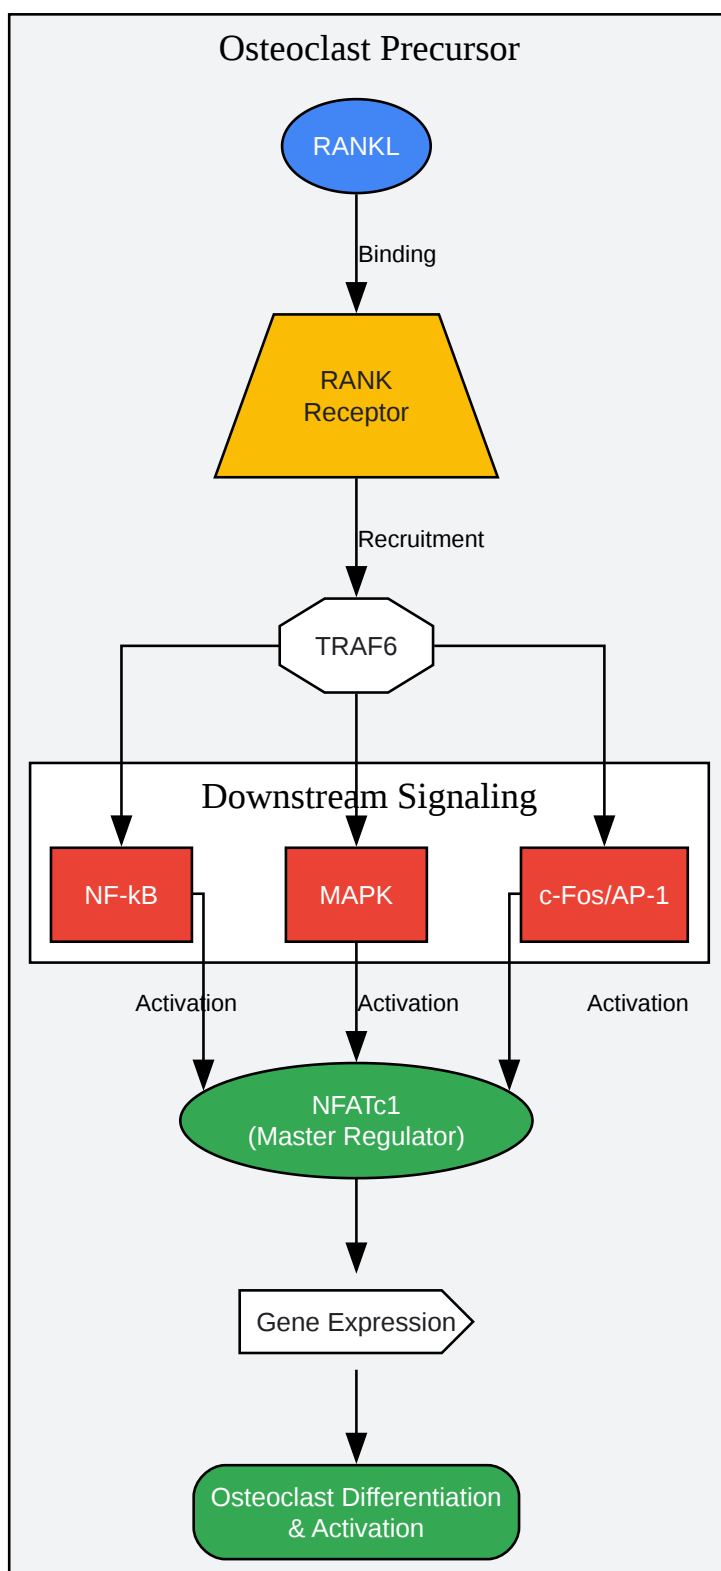 Osteoclast Precursor
RANKL
Binding
RANK
Receptor
Recruitment
TRAF6
Downstream Signaling
NF-kB
MAPK
c-Fos/AP-1
Activation
Activation
Activation
NFATc1
(Master Regulator)
Gene Expression
Osteoclast Differentiation
& Activation